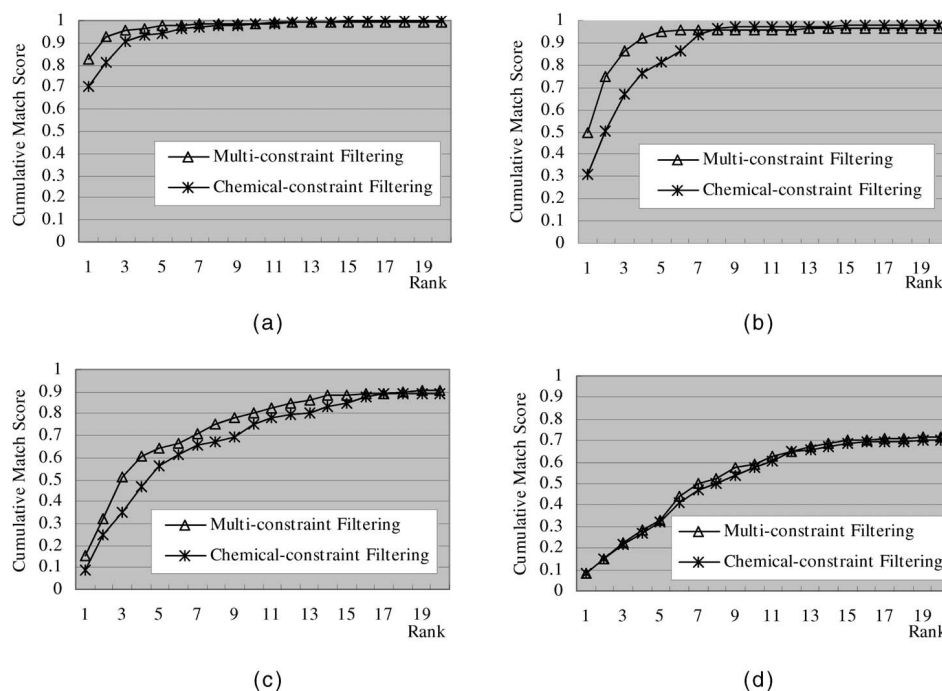 1
0.9
0.8
0.7
0.6
0.5
0.4
0.3
0.2
0.1
0
Cumulative Match Score
Multi-constraint Filtering
Chemical-constraint Filtering
1 3 5 7 9 11 13 15 17 19
Rank
(a)
1
0.9
0.8
0.7
0.6
0.5
0.4
0.3
0.2
0.1
0
Cumulative Match Score
Multi-constraint Filtering
Chemical-constraint Filtering
1 3 5 7 9 11 13 15 17 19
Rank
(b)
1
0.9
0.8
0.7
0.6
0.5
0.4
0.3
0.2
0.1
0
Cumulative Match Score
Multi-constraint Filtering
Chemical-constraint Filtering
1 3 5 7 9 11 13 15 17 19
Rank
(c)
1
0.9
0.8
0.7
0.6
0.5
0.4
0.3
0.2
0.1
0
Cumulative Match Score
Multi-constraint Filtering
Chemical-constraint Filtering
1 3 5 7 9 11 13 15 17 19
Rank
(d)